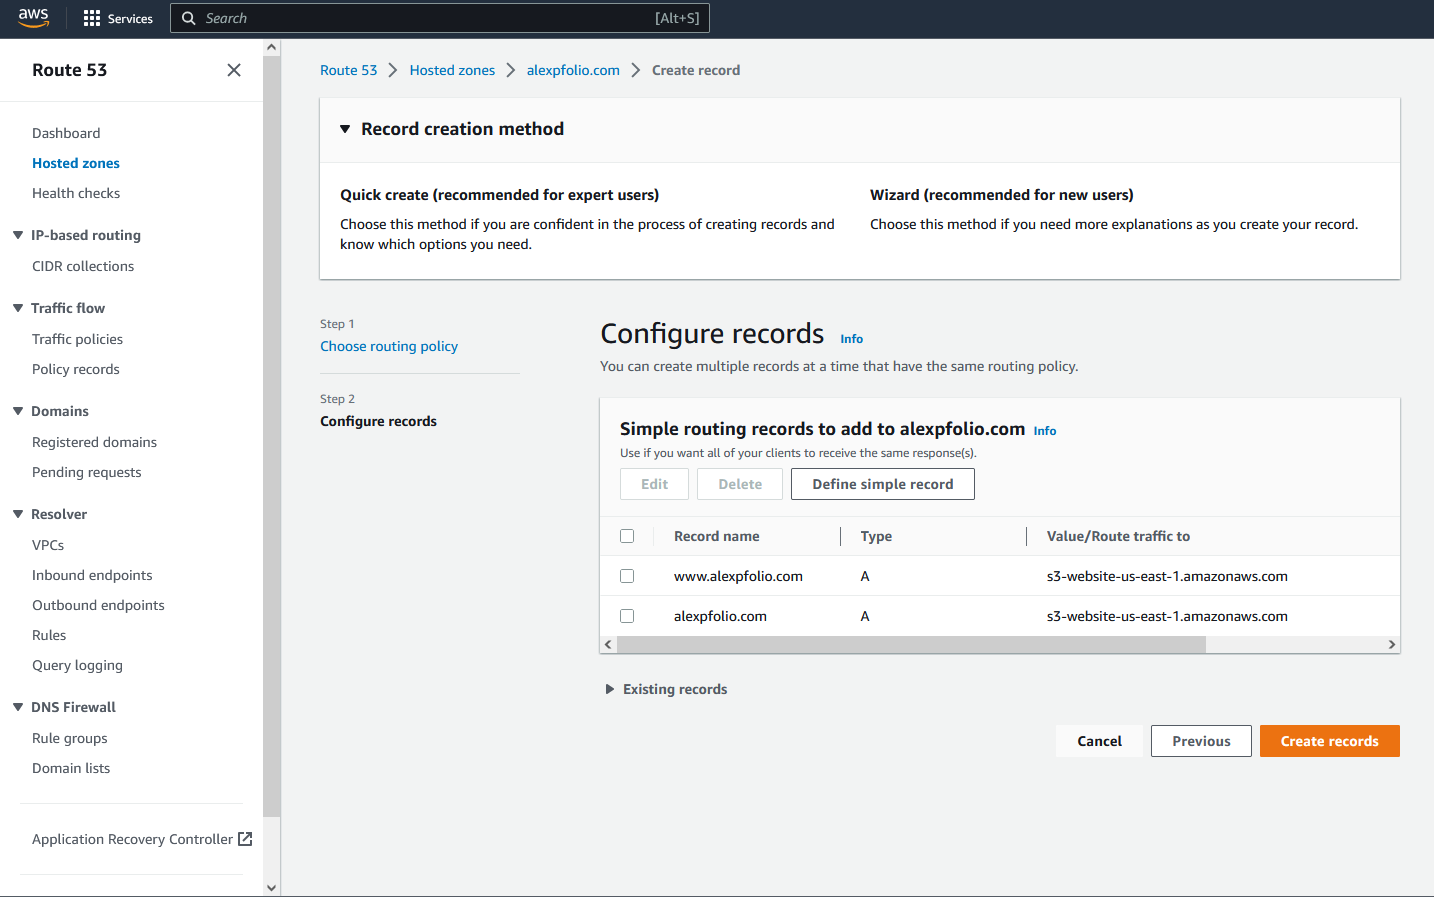 aws
Services
Search
[Alt+S]
Route 53
Dashboard
Hosted zones
Health checks
IP-based routing
CIDR collections
Traffic flow
Traffic policies
Policy records
Domains
Registered domains
Pending requests
Resolver
VPCs
Inbound endpoints
Outbound endpoints
Rules
Query logging
DNS Firewall
Rule groups
Domain lists
Application Recovery Controller
Route 53 > Hosted zones > alexpfolio.com > Create record
Record creation method
Quick create (recommended for expert users)
Choose this method if you are confident in the process of creating records and
know which options you need.
Wizard (recommended for new users)
Choose this method if you need more explanations as you create your record.
Step 1
Choose routing policy
Step 2
Configure records
Configure records Info
You can create multiple records at a time that have the same routing policy.
Simple routing records to add to alexpfolio.com Info
Use if you want all of your clients to receive the same response(s).
Edit Delete Define simple record
Record name Type Value/Route traffic to
www.alexpfolio.com A s3-website-us-east-1.amazonaws.com
alexpfolio.com A s3-website-us-east-1.amazonaws.com
Existing records
Cancel Previous Create records